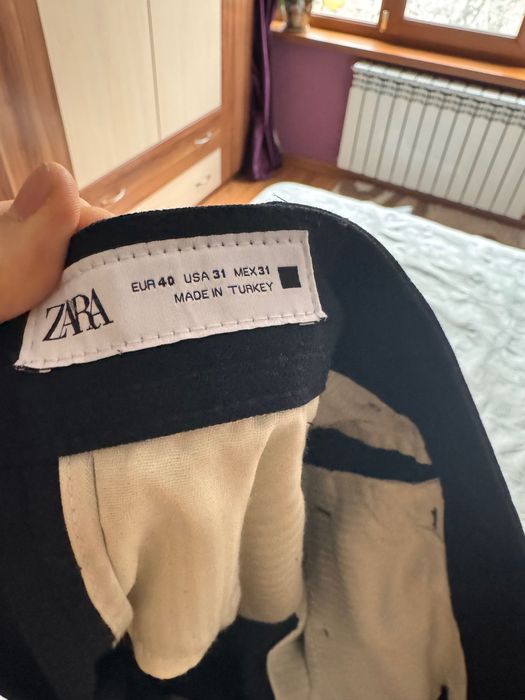 ZARA
EUR 40 USA 31 MEX 31
MADE IN TURKEY